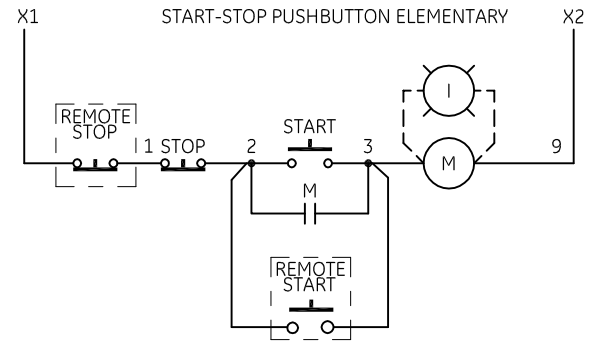 X1 START-STOP PUSHBUTTON ELEMENTARY X2
I
REMOTE
STOP
1 STOP 2 START 3 M 9
M
REMOTE
START